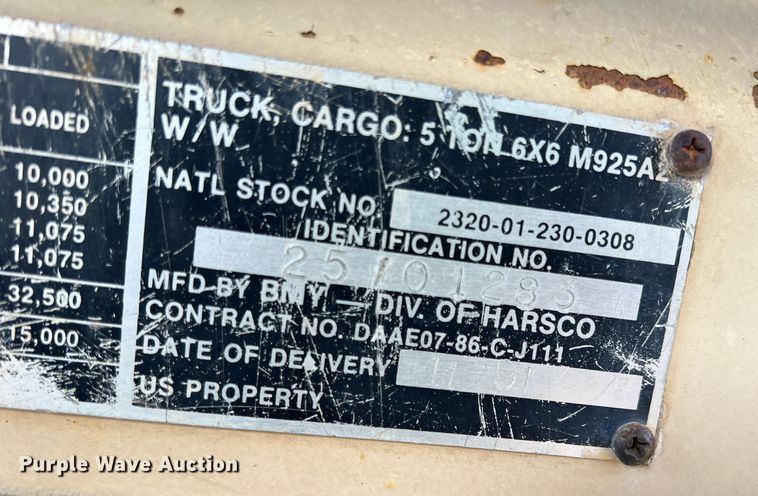 LOADED
10,000
10,350
11,075
11,075
32,500
15,000
TRUCK, CARGO: 5 TON 6X6 M925A2
W/W
NATL STOCK NO 2320-01-230-0308
IDENTIFICATION NO.
MFD BY BMY — DIV. OF HARSCO
CONTRACT NO. DAAE07-86-C-J111
DATE OF DELIVERY
US PROPERTY
Purple Wave Auction